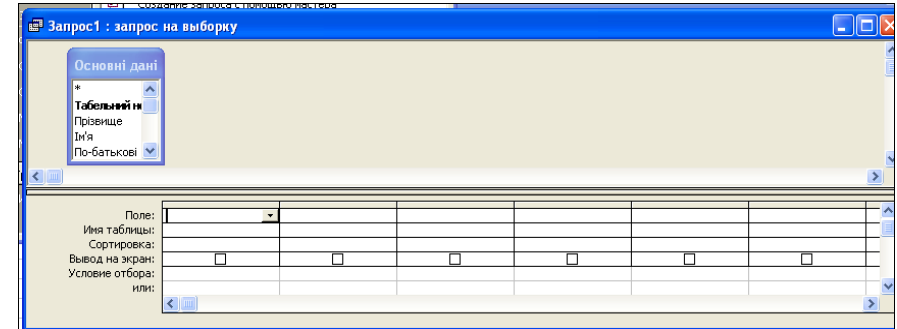 Создание запроса с помощью мастера
Запрос1 : запрос на выборку
Основні дані
*
Табельний н
Прізвище
Ім'я
По-батькові
Поле:
Имя таблицы:
Сортировка:
Вывод на экран:
Условие отбора:
или: